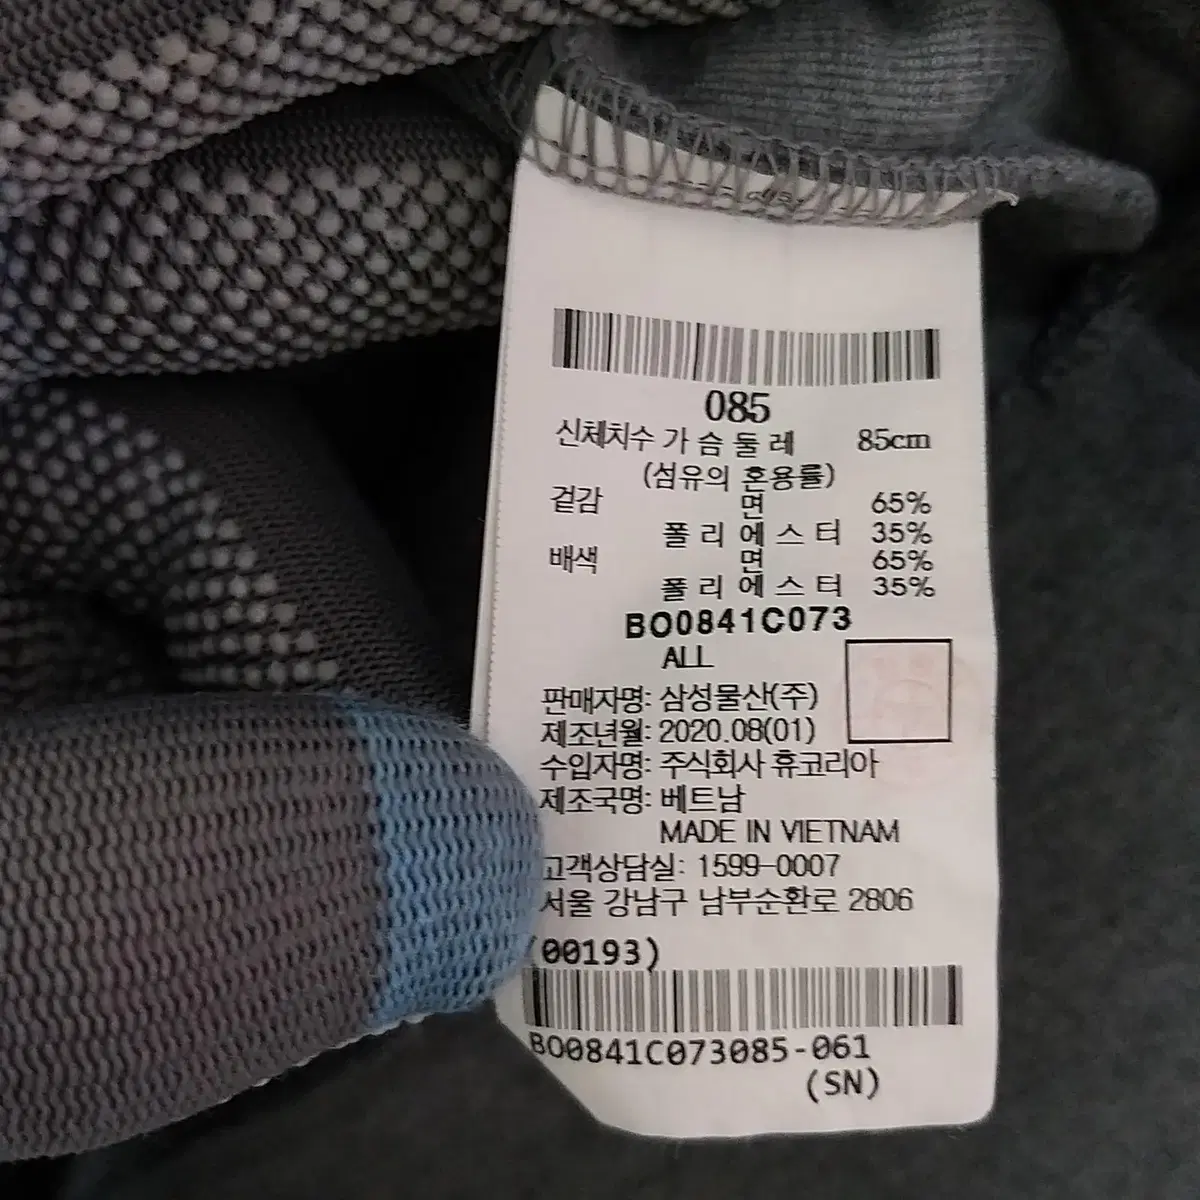 085
신체치수 가 슴 둘 레 85cm
(섬유의 혼용률)
겉감 면 65%
폴 리 에 스 터 35%
배색 면 65%
폴 리 에 스 터 35%
BO0841C073
ALL
판매자명: 삼성물산(주)
제조년월: 2020.08(01)
수입자명: 주식회사 휴코리아
제조국명: 베트남
MADE IN VIETNAM
고객상담실: 1599-0007
서울 강남구 남부순환로 2806
(00193)
BO0841C073085-061
(SN)